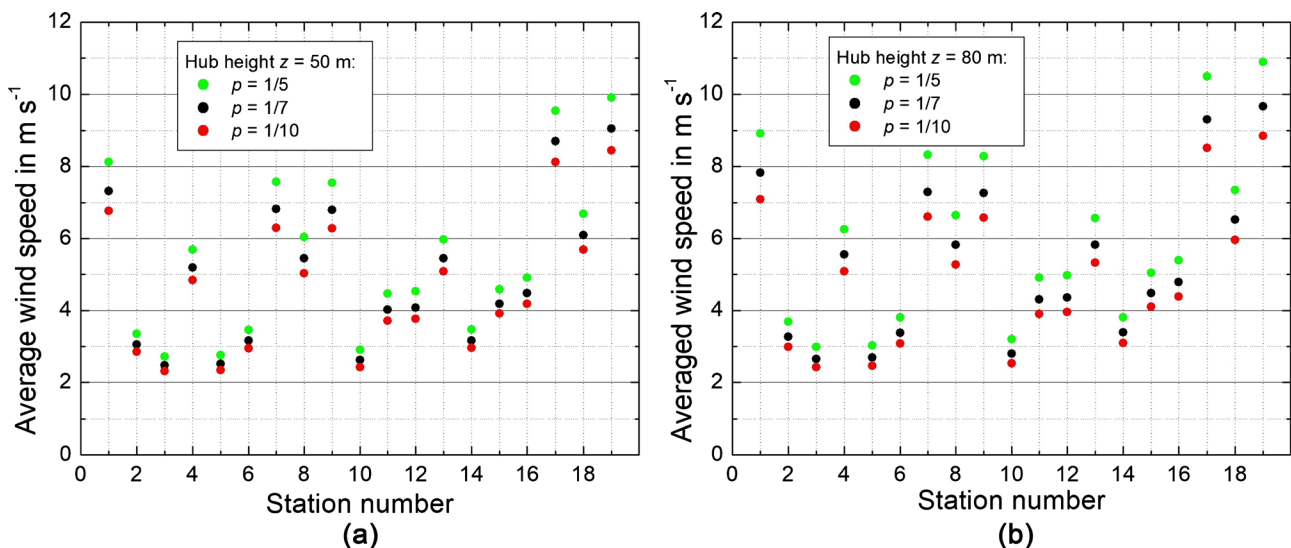 12
10
8
6
4
2
0
Average wind speed in m s⁻¹
Hub height z = 50 m:
p = 1/5
p = 1/7
p = 1/10
0 2 4 6 8 10 12 14 16 18
Station number
(a)
12
10
8
6
4
2
0
Averaged wind speed in m s⁻¹
Hub height z = 80 m:
p = 1/5
p = 1/7
p = 1/10
0 2 4 6 8 10 12 14 16 18
Station number
(b)